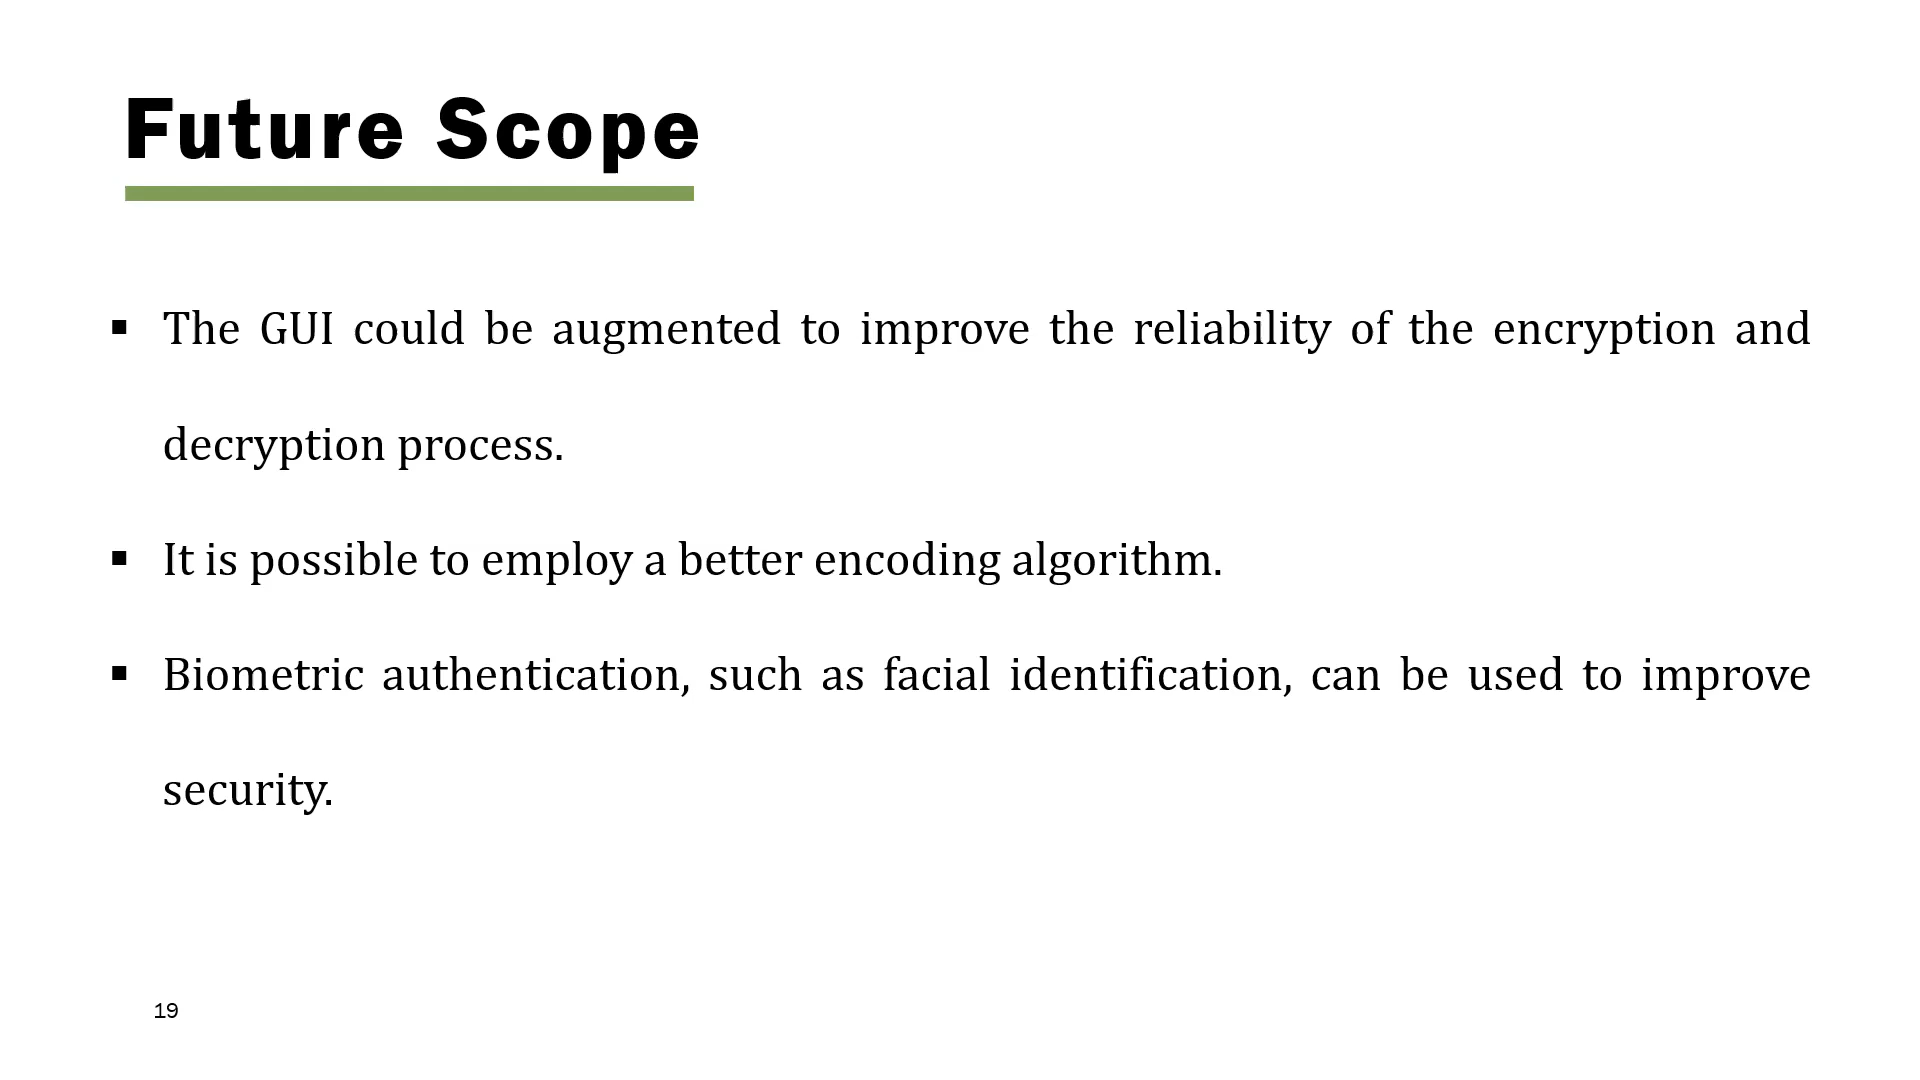 Future Scope
▪ The GUI could be augmented to improve the reliability of the encryption and
decryption process.
▪ It is possible to employ a better encoding algorithm.
▪ Biometric authentication, such as facial identification, can be used to improve
security.
19